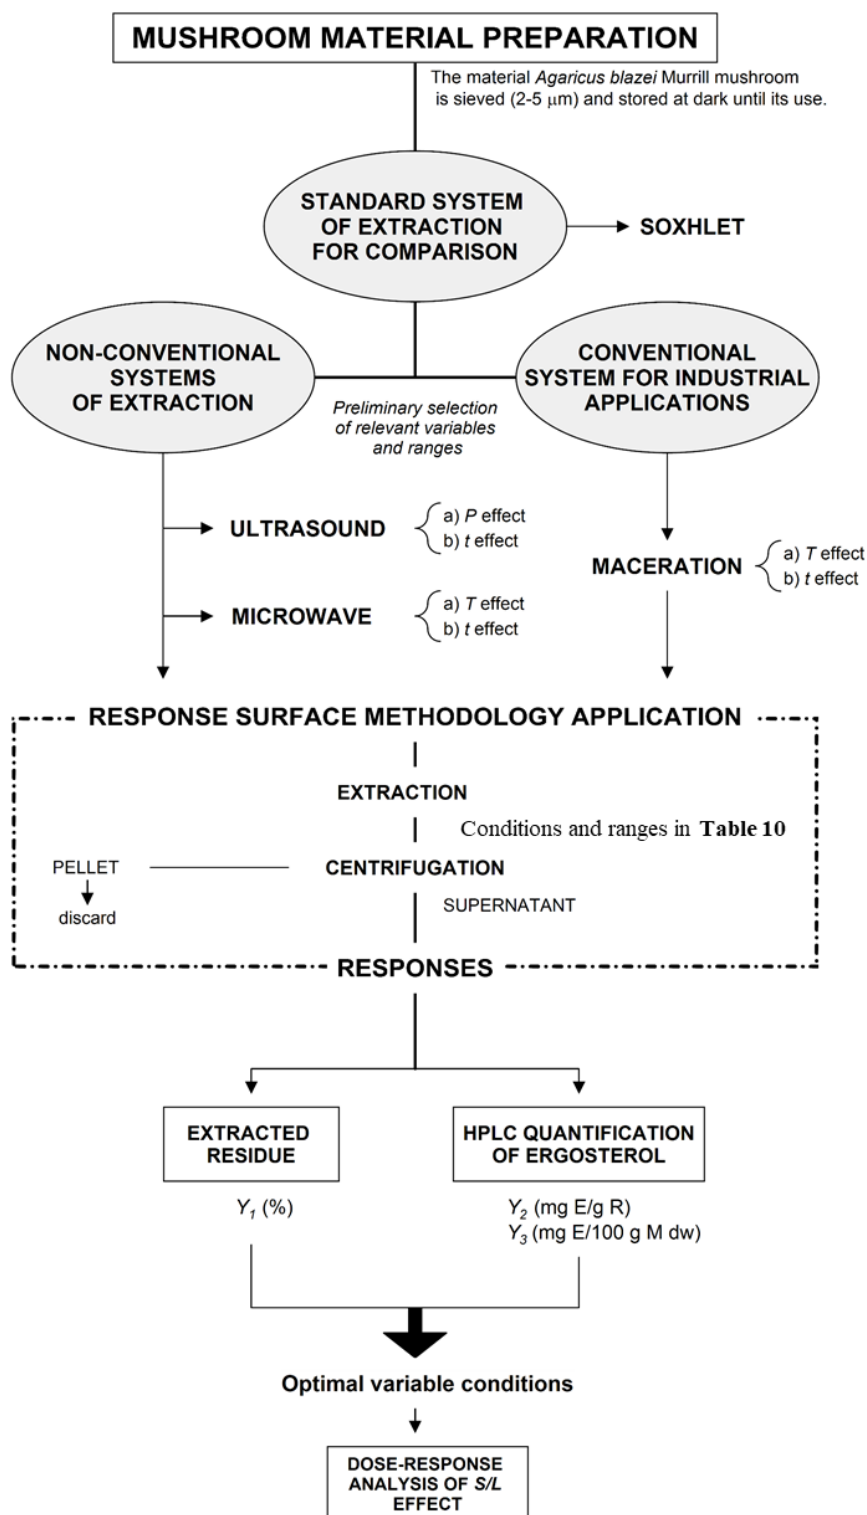 MUSHROOM MATERIAL PREPARATION
The material Agaricus blazei Murrill mushroom
is sieved (2-5 μm) and stored at dark until its use.
STANDARD SYSTEM
OF EXTRACTION
FOR COMPARISON
SOXHLET
NON-CONVENTIONAL
SYSTEMS
OF EXTRACTION
CONVENTIONAL
SYSTEM FOR INDUSTRIAL
APPLICATIONS
Preliminary selection
of relevant variables
and ranges
ULTRASOUND
a) P effect
b) t effect
MICROWAVE
a) T effect
b) t effect
MACERATION
a) T effect
b) t effect
RESPONSE SURFACE METHODOLOGY APPLICATION
EXTRACTION
Conditions and ranges in Table 10
PELLET
CENTRIFUGATION
discard
SUPERNATANT
RESPONSES
EXTRACTED
RESIDUE
HPLC QUANTIFICATION
OF ERGOSTEROL
Y1 (%)
Y2 (mg E/g R)
Y3 (mg E/100 g M dw)
Optimal variable conditions
DOSE-RESPONSE
ANALYSIS OF S/L
EFFECT